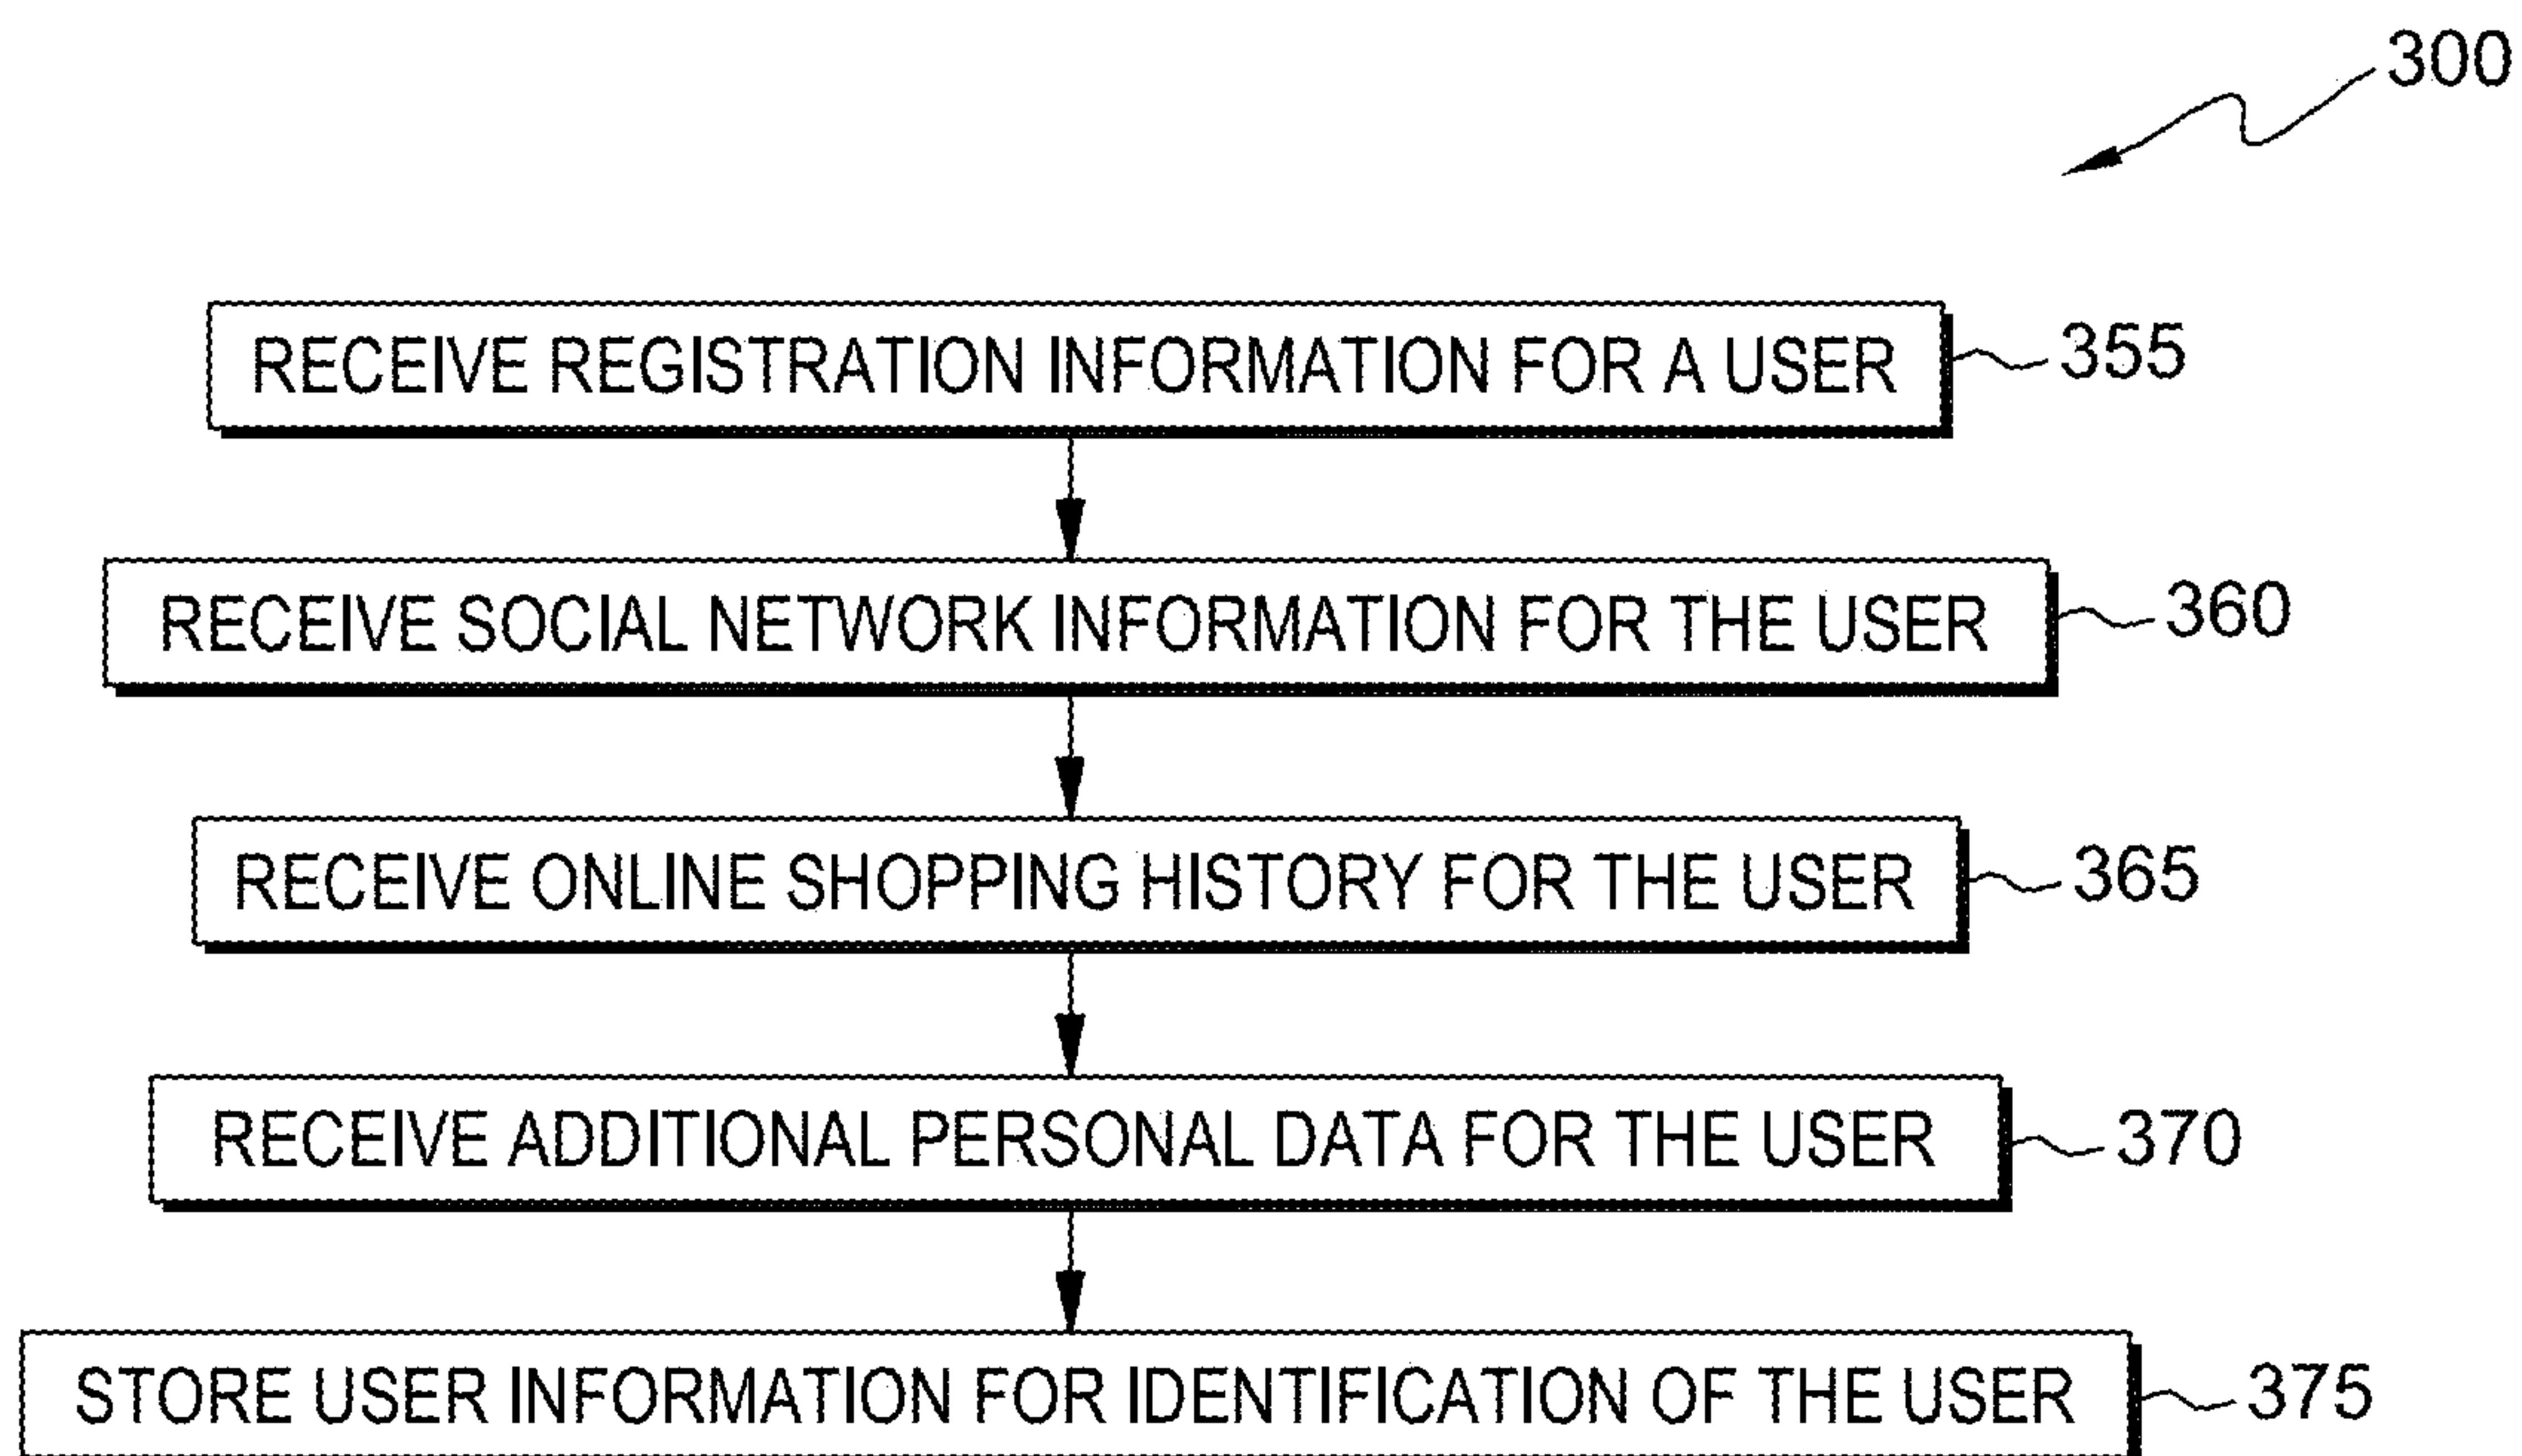 300
RECEIVE REGISTRATION INFORMATION FOR A USER 355
RECEIVE SOCIAL NETWORK INFORMATION FOR THE USER 360
RECEIVE ONLINE SHOPPING HISTORY FOR THE USER 365
RECEIVE ADDITIONAL PERSONAL DATA FOR THE USER 370
STORE USER INFORMATION FOR IDENTIFICATION OF THE USER 375